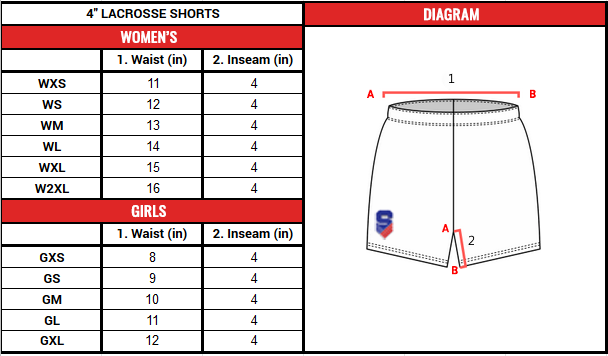 4" LACROSSE SHORTS
WOMEN'S
1. Waist (in) 2. Inseam (in)
WXS 11 4
WS 12 4
WM 13 4
WL 14 4
WXL 15 4
W2XL 16 4
GIRLS
1. Waist (in) 2. Inseam (in)
GXS 8 4
GS 9 4
GM 10 4
GL 11 4
GXL 12 4
DIAGRAM
1
A B
S
A
2
B